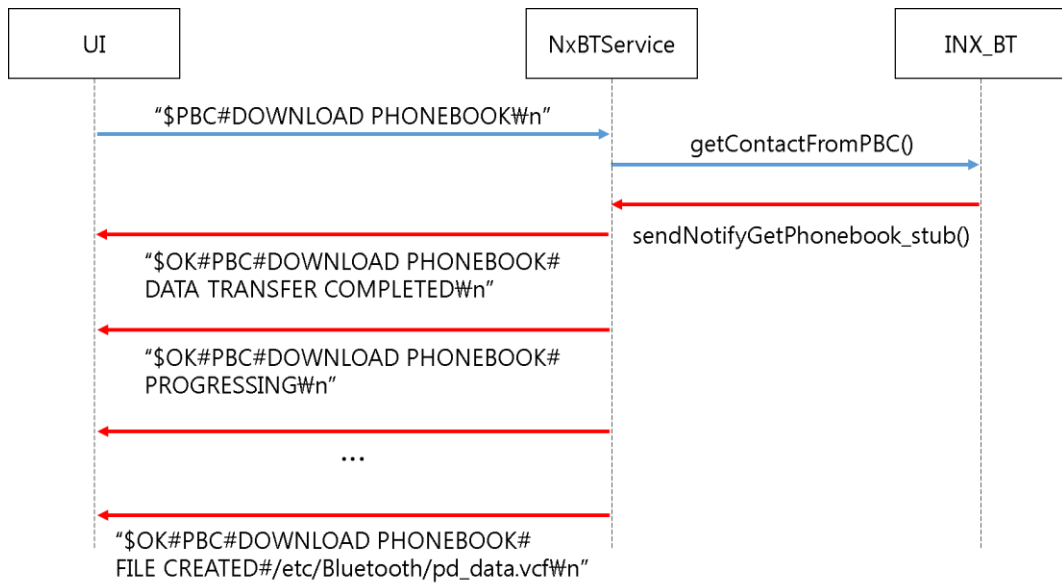 UI
NxBTService
INX_BT
“$PBC#DOWNLOAD PHONEBOOK₩n”
getContactFromPBC()
sendNotifyGetPhonebook_stub()
“$OK#PBC#DOWNLOAD PHONEBOOK#
DATA TRANSFER COMPLETED₩n”
“$OK#PBC#DOWNLOAD PHONEBOOK#
PROGRESSING₩n”
...
“$OK#PBC#DOWNLOAD PHONEBOOK#
FILE CREATED#/etc/Bluetooth/pd_data.vcf₩n”